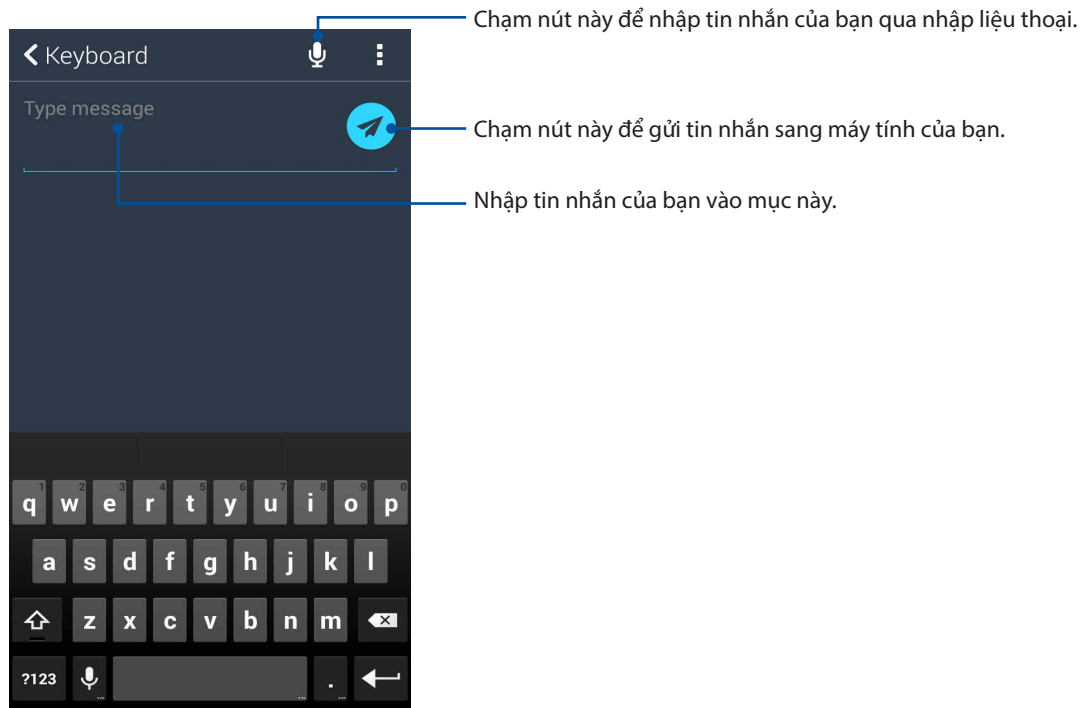 Chạm nút này để nhập tin nhắn của bạn qua nhập liệu thoại.
Keyboard
Type message
Chạm nút này để gửi tin nhắn sang máy tính của bạn.
Nhập tin nhắn của bạn vào mục này.
1 2 3 4 5 6 7 8 9 0
q w e r t y u i o p
a s d f g h j k l
z x c v b n m
?123 .